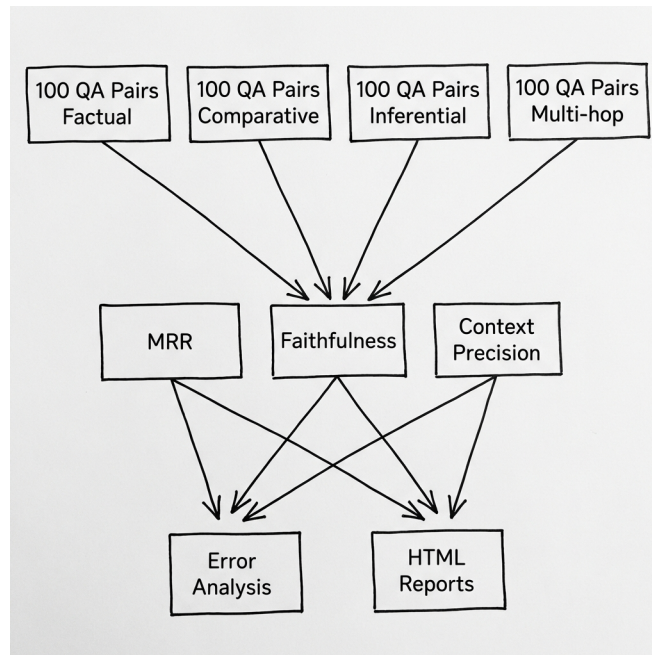 100 QA Pairs
Factual
100 QA Pairs
Comparative
100 QA Pairs
Inferential
100 QA Pairs
Multi-hop
MRR
Faithfulness
Context
Precision
Error
Analysis
HTML
Reports